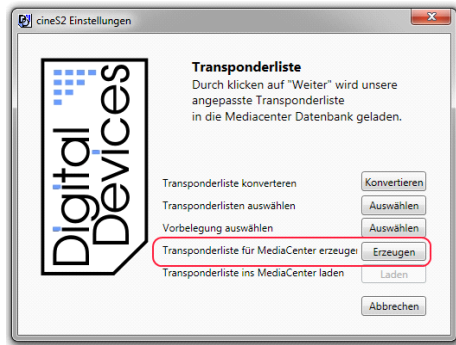 cineS2 Einstellungen
Digital
Devices
Transponderliste
Durch klicken auf "Weiter" wird unsere
angepasste Transponderliste
in die Mediacenter Datenbank geladen.
Transponderliste konvertieren Konvertieren
Transponderlisten auswählen Auswählen
Vorbelegung auswählen Auswählen
Transponderliste für MediaCenter erzeuger Erzeugen
Transponderliste ins MediaCenter laden Laden
Abbrechen